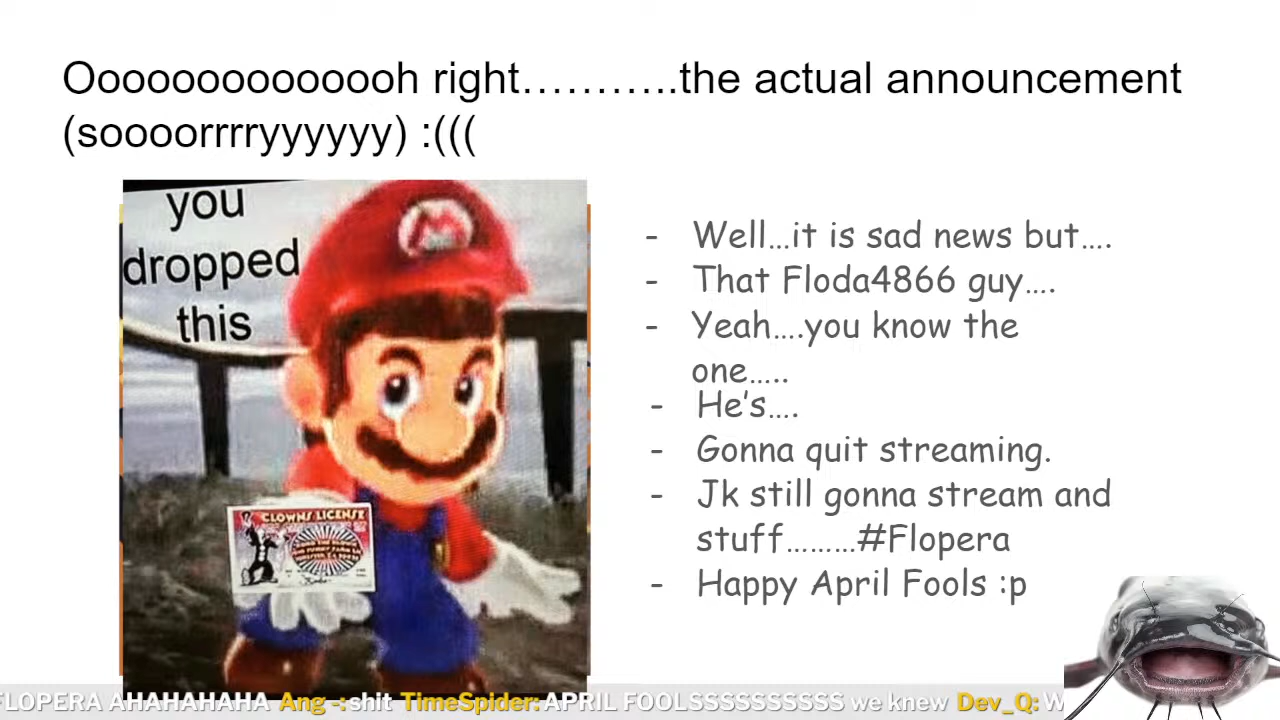 Ooooooooooooooh right………..the actual announcement
(soooorrrryyyyyy) :(((
you
dropped
this
M
CLOWNS LICENSE
- Well…it is sad news but….
- That Floda4866 guy….
- Yeah….you know the
one…..
- He’s….
- Gonna quit streaming.
- Jk still gonna stream and
stuff………#Flopera
- Happy April Fools :p
FLOPERA AHAHAHAHA Ang -: shit TimeSpider: APRIL FOOLSSSSSSSSSS we knew Dev_Q: W